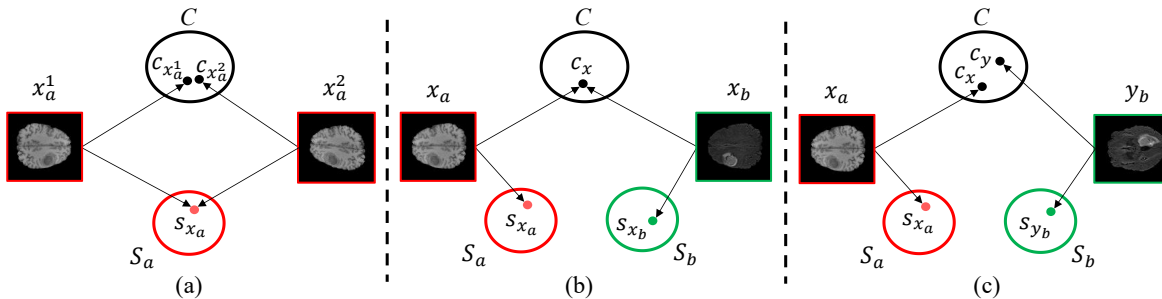 C
c_{x_a^1} c_{x_a^2}
x_a^1 x_a^2
s_{x_a}
S_a
(a)
C
c_x
x_a x_b
s_{x_a} s_{x_b}
S_a S_b
(b)
C
c_y
c_x
x_a y_b
s_{x_a} s_{y_b}
S_a S_b
(c)